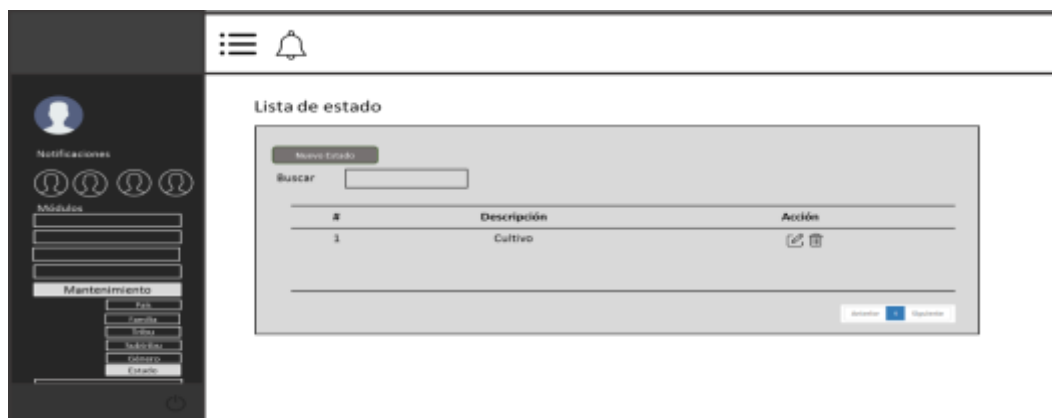 Lista de estado
Notificaciones
Nuevo Estado
Buscar
Módulos
# Descripción Acción
1 Cultivo
Mantenimiento
País
Familia
Tribu
Subtribu
Género
Estado
Anterior 1 Siguiente